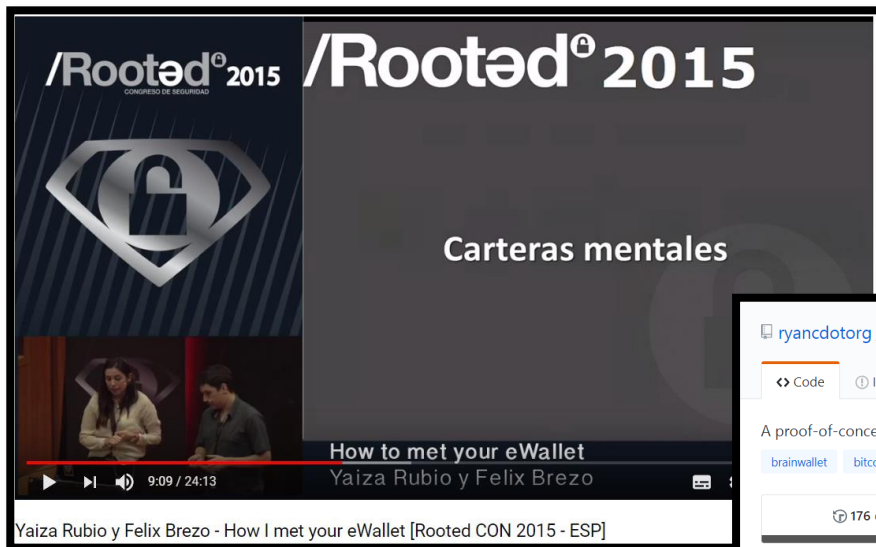 /Rootəd® 2015
CONGRESO DE SEGURIDAD
/Rootəd® 2015
Carteras mentales
How to met your eWallet
Yaiza Rubio y Felix Brezo
9:09 / 24:13
Yaiza Rubio y Felix Brezo - How I met your eWallet [Rooted CON 2015 - ESP]
ryancdotorg
<> Code
A proof-of-conce
brainwallet
bitco
176